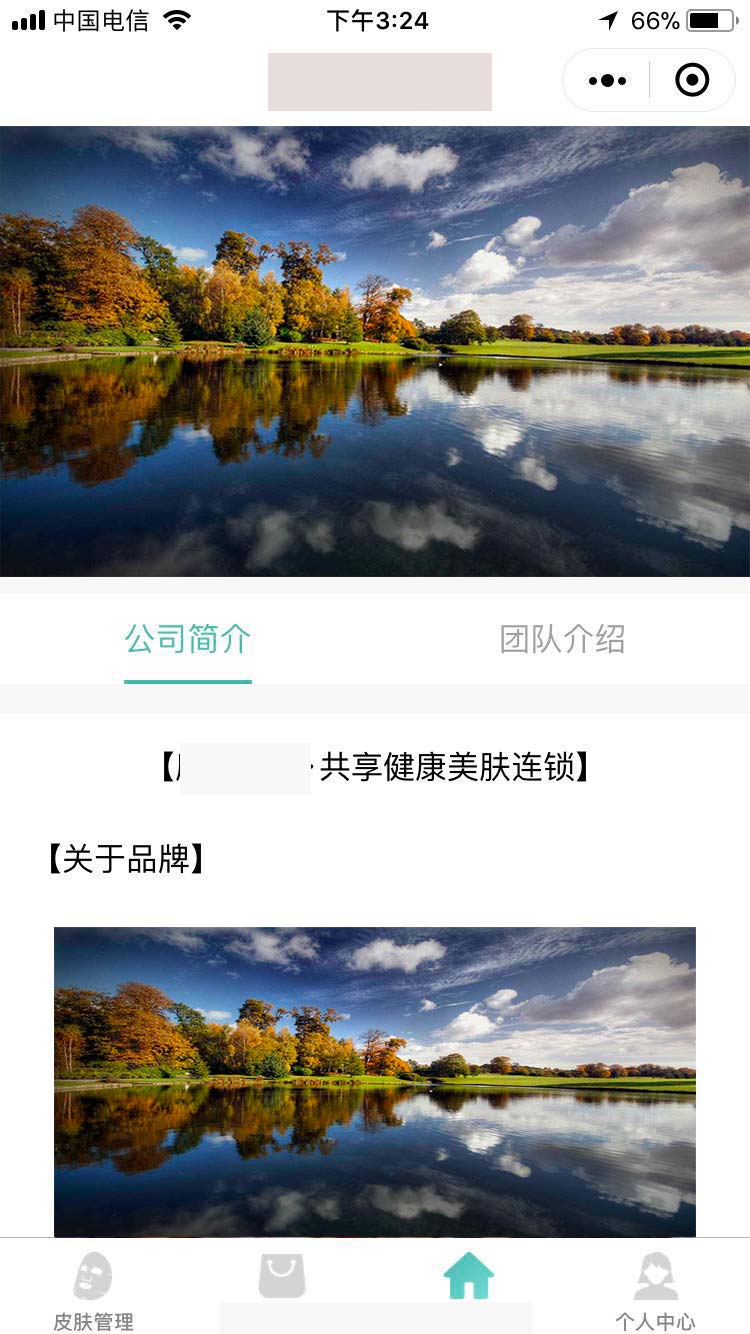 中国电信
下午3:24
66%
公司简介
团队介绍
【
·共享健康美肤连锁】
【关于品牌】
皮肤管理
个人中心